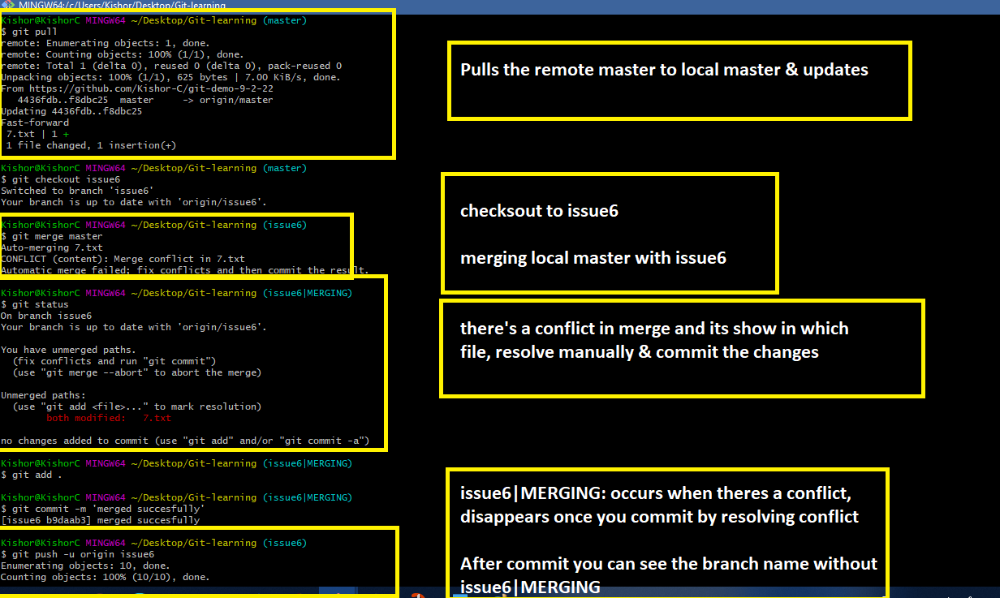 MINGW64:/c/Users/Kishor/Desktop/Git-learning
Kishor@KishorC MINGW64 ~/Desktop/Git-learning (master)
$ git pull
remote: Enumerating objects: 1, done.
remote: Counting objects: 100% (1/1), done.
remote: Total 1 (delta 0), reused 0 (delta 0), pack-reused 0
Unpacking objects: 100% (1/1), 625 bytes | 7.00 KiB/s, done.
From https://github.com/Kishor-C/git-demo-9-2-22
4436fdb..f8dbc25 master -> origin/master
Updating 4436fdb..f8dbc25
Fast-forward
7.txt | 1 +
1 file changed, 1 insertion(+)
Pulls the remote master to local master & updates
Kishor@KishorC MINGW64 ~/Desktop/Git-learning (master)
$ git checkout issue6
Switched to branch 'issue6'
Your branch is up to date with 'origin/issue6'.
Kishor@KishorC MINGW64 ~/Desktop/Git-learning (issue6)
$ git merge master
Auto-merging 7.txt
CONFLICT (content): Merge conflict in 7.txt
Automatic merge failed; fix conflicts and then commit the result.
checksout to issue6
merging local master with issue6
Kishor@KishorC MINGW64 ~/Desktop/Git-learning (issue6|MERGING)
$ git status
On branch issue6
Your branch is up to date with 'origin/issue6'.
You have unmerged paths.
(fix conflicts and run "git commit")
(use "git merge --abort" to abort the merge)
Unmerged paths:
(use "git add <file>..." to mark resolution)
both modified: 7.txt
no changes added to commit (use "git add" and/or "git commit -a")
there's a conflict in merge and its show in which
file, resolve manually & commit the changes
Kishor@KishorC MINGW64 ~/Desktop/Git-learning (issue6|MERGING)
$ git add .
Kishor@KishorC MINGW64 ~/Desktop/Git-learning (issue6|MERGING)
$ git commit -m 'merged succesfully'
[issue6 b9daab3] merged succesfully
Kishor@KishorC MINGW64 ~/Desktop/Git-learning (issue6)
$ git push -u origin issue6
Enumerating objects: 10, done.
Counting objects: 100% (10/10), done.
issue6|MERGING: occurs when theres a conflict,
disappears once you commit by resolving conflict
After commit you can see the branch name without
issue6|MERGING